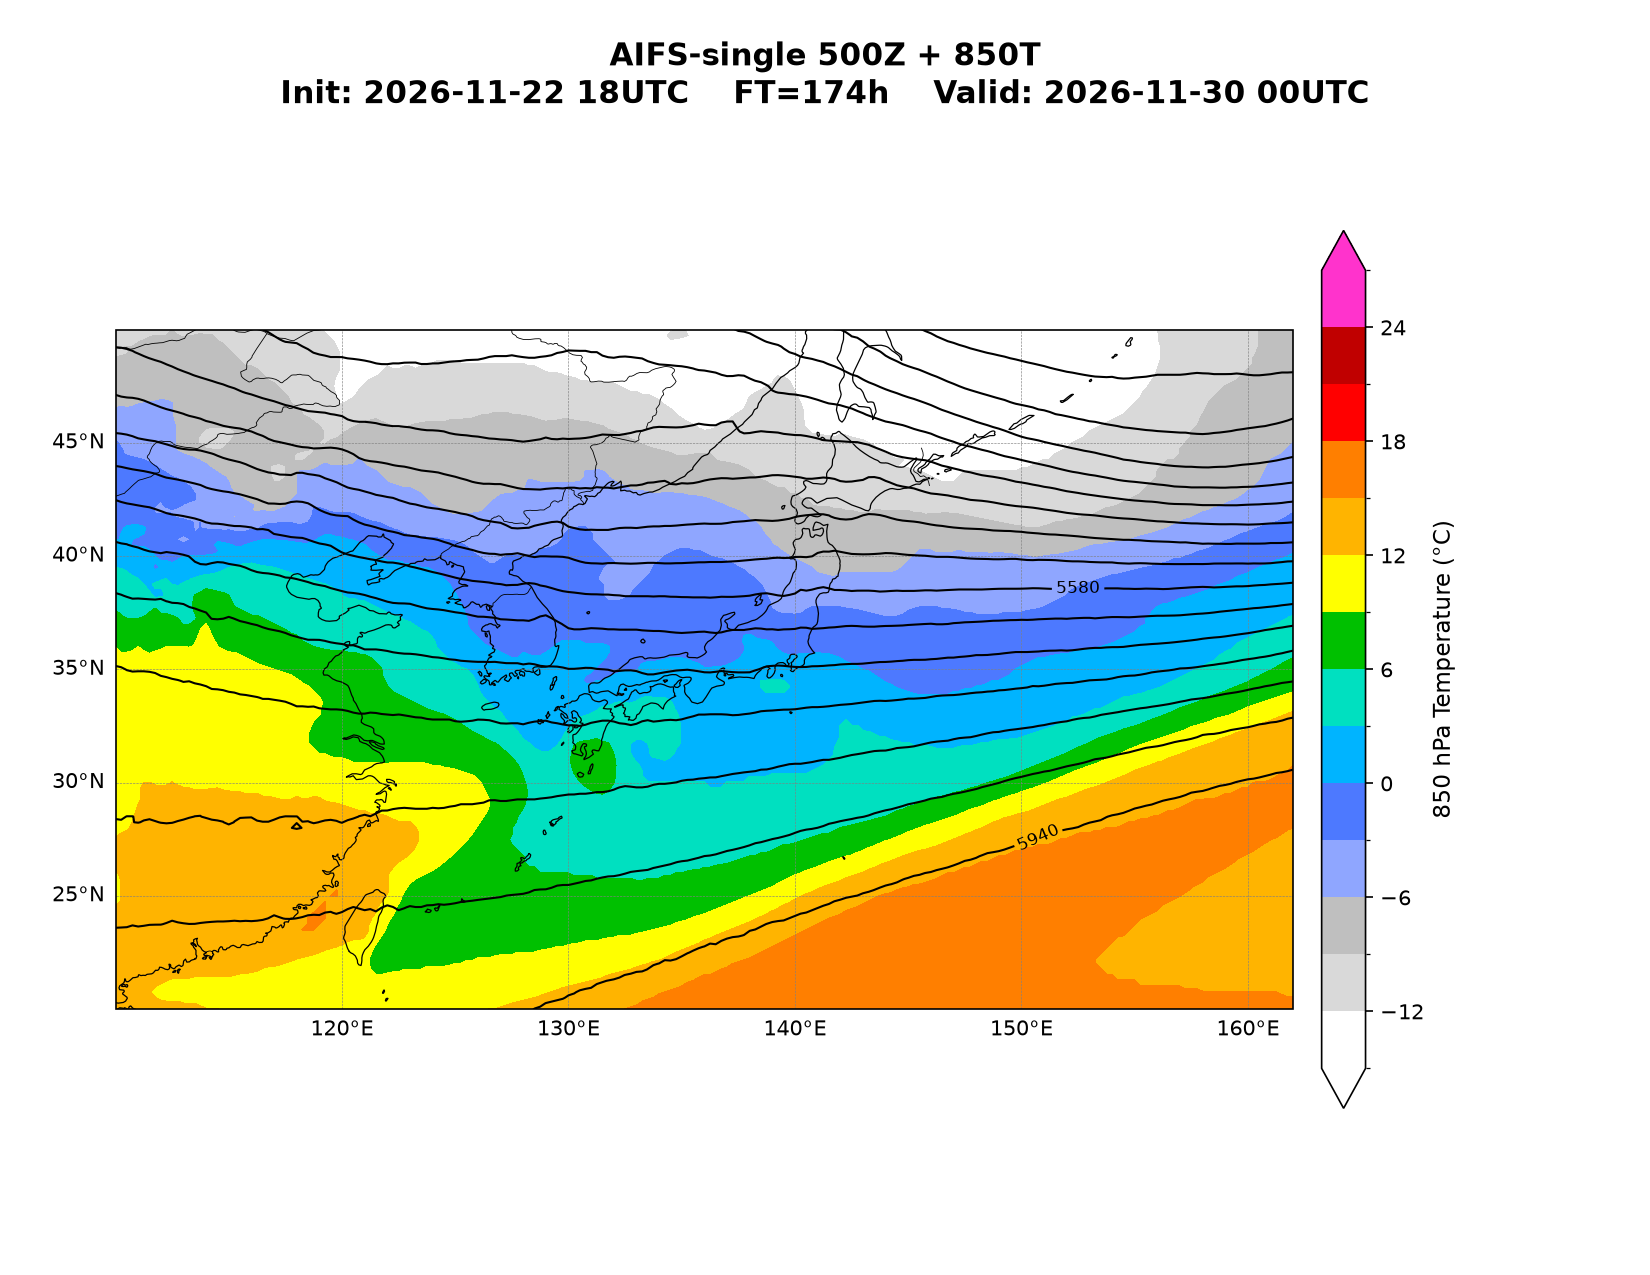 AIFS-single 500Z + 850T
Init: 2026-11-22 18UTC    FT=174h    Valid: 2026-11-30 00UTC
24
18
12
6
0
−6
−12
850 hPa Temperature (°C)
45°N
40°N
35°N
30°N
25°N
5580
5940
120°E
130°E
140°E
150°E
160°E